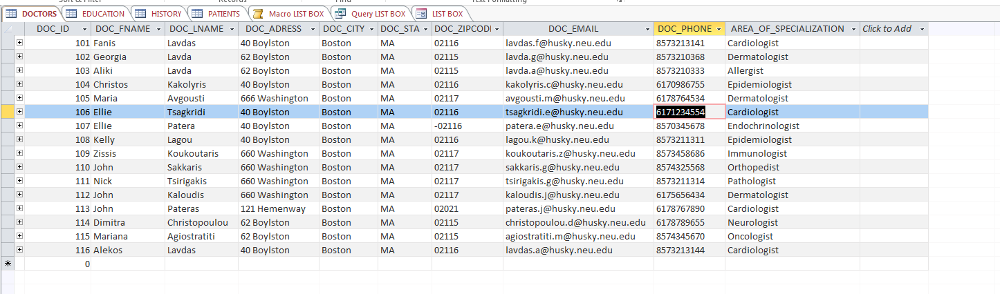 DOCTORS EDUCATION HISTORY PATIENTS Macro LIST BOX Query LIST BOX LIST BOX
DOC_ID DOC_FNAME DOC_LNAME DOC_ADRESS DOC_CITY DOC_STA DOC_ZIPCOD DOC_EMAIL DOC_PHONE AREA_OF_SPECIALIZATION Click to Add
101 Fanis Lavdas 40 Boylston Boston MA 02116 lavdas.f@husky.neu.edu 8573213141 Cardiologist
102 Georgia Lavda 62 Boylston Boston MA 02115 lavda.g@husky.neu.edu 8573210368 Dermatologist
103 Aliki Lavda 62 Boylston Boston MA 02115 lavda.a@husky.neu.edu 8573210333 Allergist
104 Christos Kakolyris 40 Boylston Boston MA 02116 kakolyris.c@husky.neu.edu 6170986755 Epidemiologist
105 Maria Avgousti 666 Washington Boston MA 02117 avgousti.m@husky.neu.edu 6178764534 Dermatologist
106 Ellie Tsagkridi 40 Boylston Boston MA 02116 tsagkridi.e@husky.neu.edu 6171234554 Cardiologist
107 Ellie Patera 40 Boylston Boston MA -02116 patera.e@husky.neu.edu 8570345678 Endochrinologist
108 Kelly Lagou 40 Boylston Boston MA 02116 lagou.k@husky.neu.edu 8573211311 Epidemiologist
109 Zissis Koukoutaris 660 Washington Boston MA 02117 koukoutaris.z@husky.neu.edu 8573458686 Immunologist
110 John Sakkaris 660 Washington Boston MA 02117 sakkaris.g@husky.neu.edu 8574325568 Orthopedist
111 Nick Tsirigakis 660 Washington Boston MA 02117 tsirigakis.g@husky.neu.edu 8573211314 Pathologist
112 John Kaloudis 660 Washington Boston MA 02117 kaloudis.j@husky.neu.edu 6175656434 Dermatologist
113 John Pateras 121 Hemenway Boston MA 02021 pateras.j@husky.neu.edu 6178767890 Cardiologist
114 Dimitra Christopoulou 62 Boylston Boston MA 02115 christopoulou.d@husky.neu.edu 6178789655 Neurologist
115 Mariana Agiostratiti 62 Boylston Boston MA 02115 agiostratiti.m@husky.neu.edu 8574345670 Oncologist
116 Alekos Lavdas 40 Boylston Boston MA 02116 lavdas.a@husky.neu.edu 8573213144 Cardiologist
0